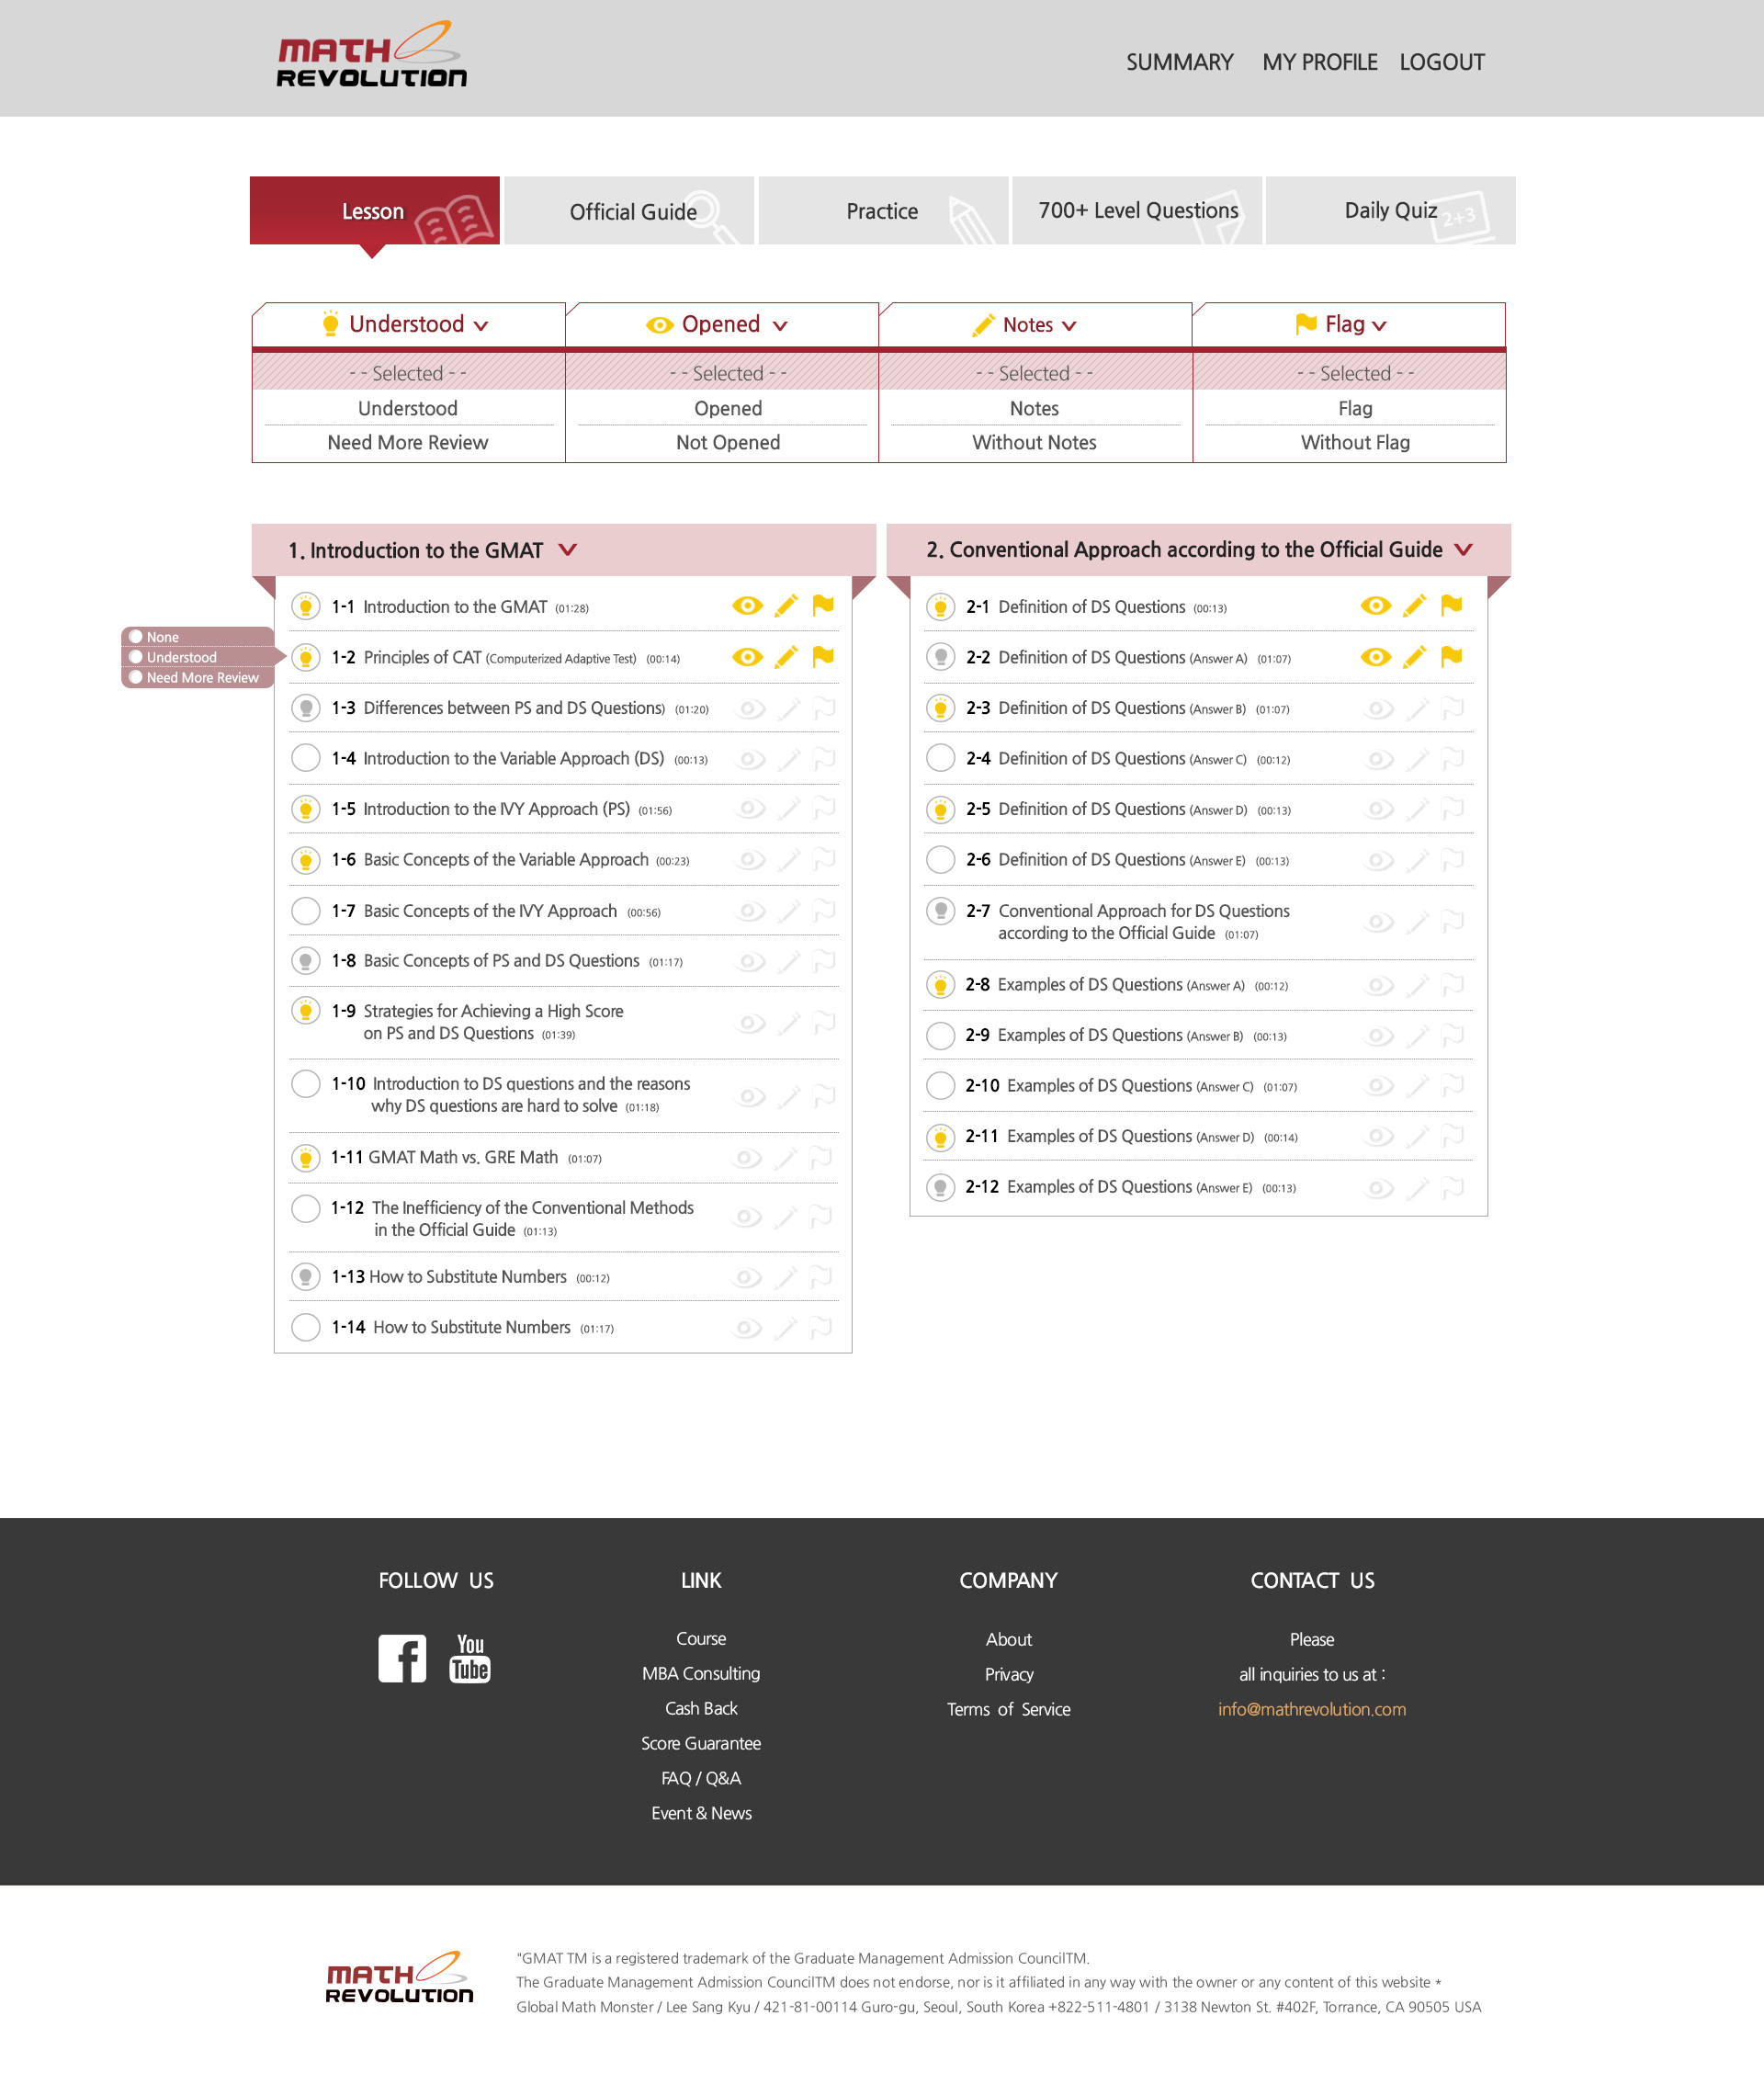 MATH
REVOLUTION
SUMMARY MY PROFILE LOGOUT
Lesson Official Guide Practice 700+ Level Questions Daily Quiz
2+3
Understood Opened Notes Flag
- - Selected - - - - Selected - - - - Selected - - - - Selected - -
Understood Opened Notes Flag
Need More Review Not Opened Without Notes Without Flag
1. Introduction to the GMAT
1-1 Introduction to the GMAT (01:28)
None
Understood
Need More Review
1-2 Principles of CAT (Computerized Adaptive Test) (00:14)
1-3 Differences between PS and DS Questions) (01:20)
1-4 Introduction to the Variable Approach (DS) (00:13)
1-5 Introduction to the IVY Approach (PS) (01:56)
1-6 Basic Concepts of the Variable Approach (00:23)
1-7 Basic Concepts of the IVY Approach (00:56)
1-8 Basic Concepts of PS and DS Questions (01:17)
1-9 Strategies for Achieving a High Score
on PS and DS Questions (01:39)
1-10 Introduction to DS questions and the reasons
why DS questions are hard to solve (01:18)
1-11 GMAT Math vs. GRE Math (01:07)
1-12 The Inefficiency of the Conventional Methods
in the Official Guide (01:13)
1-13 How to Substitute Numbers (00:12)
1-14 How to Substitute Numbers (01:17)
2. Conventional Approach according to the Official Guide
2-1 Definition of DS Questions (00:13)
2-2 Definition of DS Questions (Answer A) (01:07)
2-3 Definition of DS Questions (Answer B) (01:07)
2-4 Definition of DS Questions (Answer C) (00:12)
2-5 Definition of DS Questions (Answer D) (00:13)
2-6 Definition of DS Questions (Answer E) (00:13)
2-7 Conventional Approach for DS Questions
according to the Official Guide (01:07)
2-8 Examples of DS Questions (Answer A) (00:12)
2-9 Examples of DS Questions (Answer B) (00:13)
2-10 Examples of DS Questions (Answer C) (01:07)
2-11 Examples of DS Questions (Answer D) (00:14)
2-12 Examples of DS Questions (Answer E) (00:13)
FOLLOW US
You
Tube
LINK
Course
MBA Consulting
Cash Back
Score Guarantee
FAQ / Q&A
Event & News
COMPANY
About
Privacy
Terms of Service
CONTACT US
Please
all inquiries to us at :
info@mathrevolution.com
MATH
REVOLUTION
"GMAT TM is a registered trademark of the Graduate Management Admission CouncilTM.
The Graduate Management Admission CouncilTM does not endorse, nor is it affiliated in any way with the owner or any content of this website *
Global Math Monster / Lee Sang Kyu / 421-81-00114 Guro-gu, Seoul, South Korea +822-511-4801 / 3138 Newton St. #402F, Torrance, CA 90505 USA